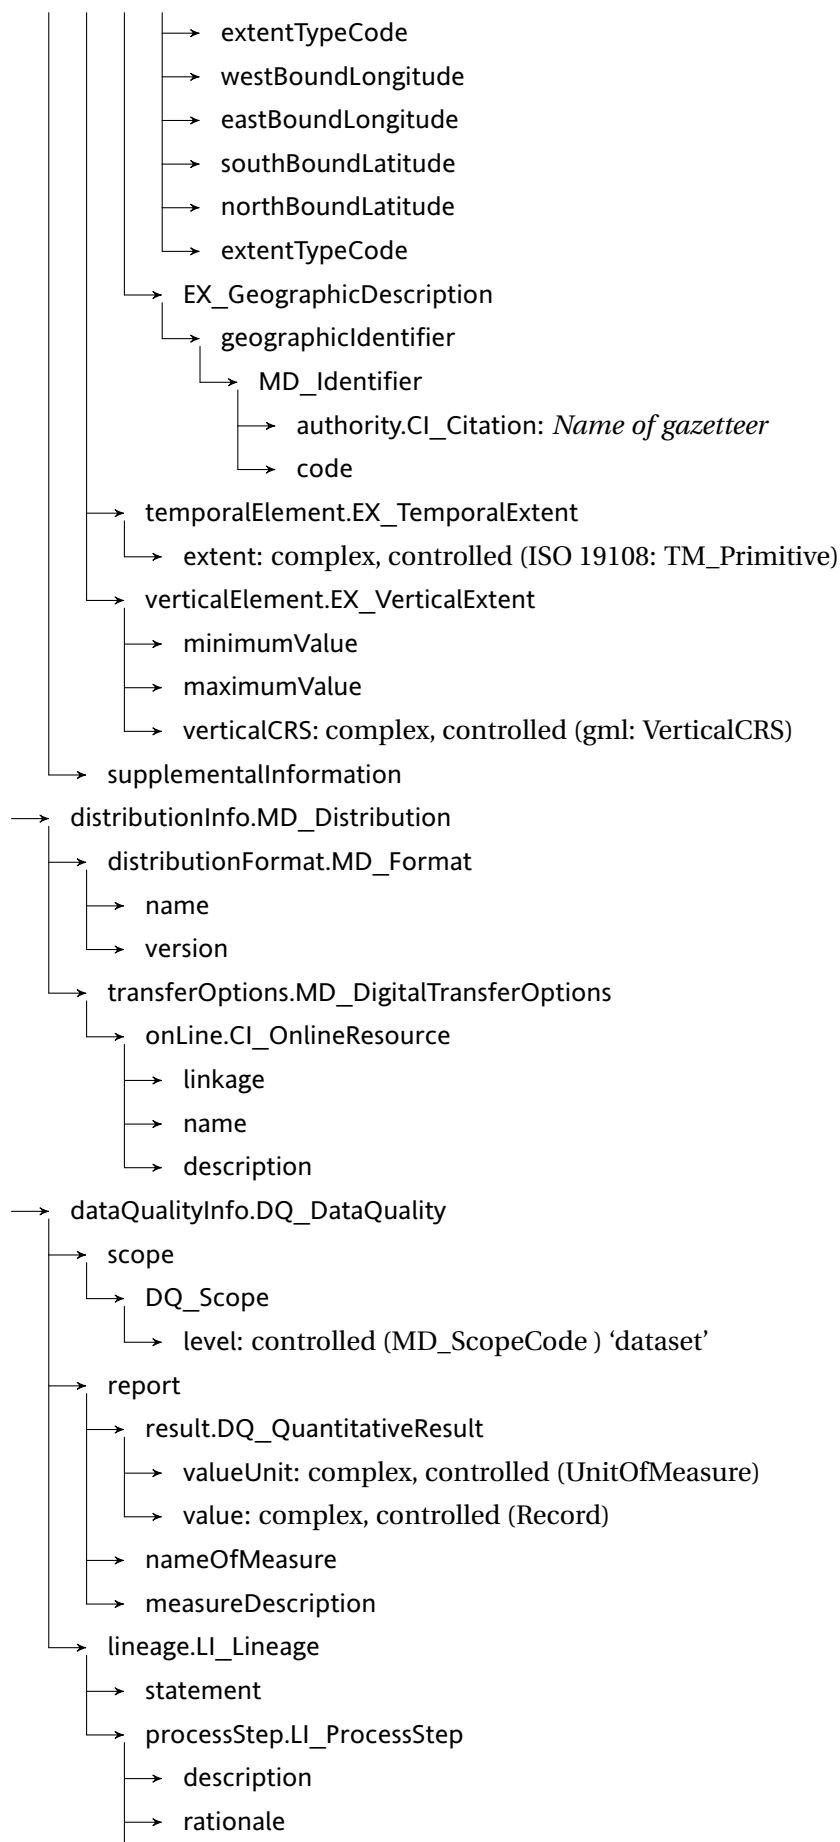 extentTypeCode
westBoundLongitude
eastBoundLongitude
southBoundLatitude
northBoundLatitude
extentTypeCode
EX_GeographicDescription
geographicIdentifier
MD_Identifier
authority.CI_Citation: Name of gazetteer
code
temporalElement.EX_TemporalExtent
extent: complex, controlled (ISO 19108: TM_Primitive)
verticalElement.EX_VerticalExtent
minimumValue
maximumValue
verticalCRS: complex, controlled (gml: VerticalCRS)
supplementalInformation
distributionInfo.MD_Distribution
distributionFormat.MD_Format
name
version
transferOptions.MD_DigitalTransferOptions
onLine.CI_OnlineResource
linkage
name
description
dataQualityInfo.DQ_DataQuality
scope
DQ_Scope
level: controlled (MD_ScopeCode ) ‘dataset’
report
result.DQ_QuantitativeResult
valueUnit: complex, controlled (UnitOfMeasure)
value: complex, controlled (Record)
nameOfMeasure
measureDescription
lineage.LI_Lineage
statement
processStep.LI_ProcessStep
description
rationale